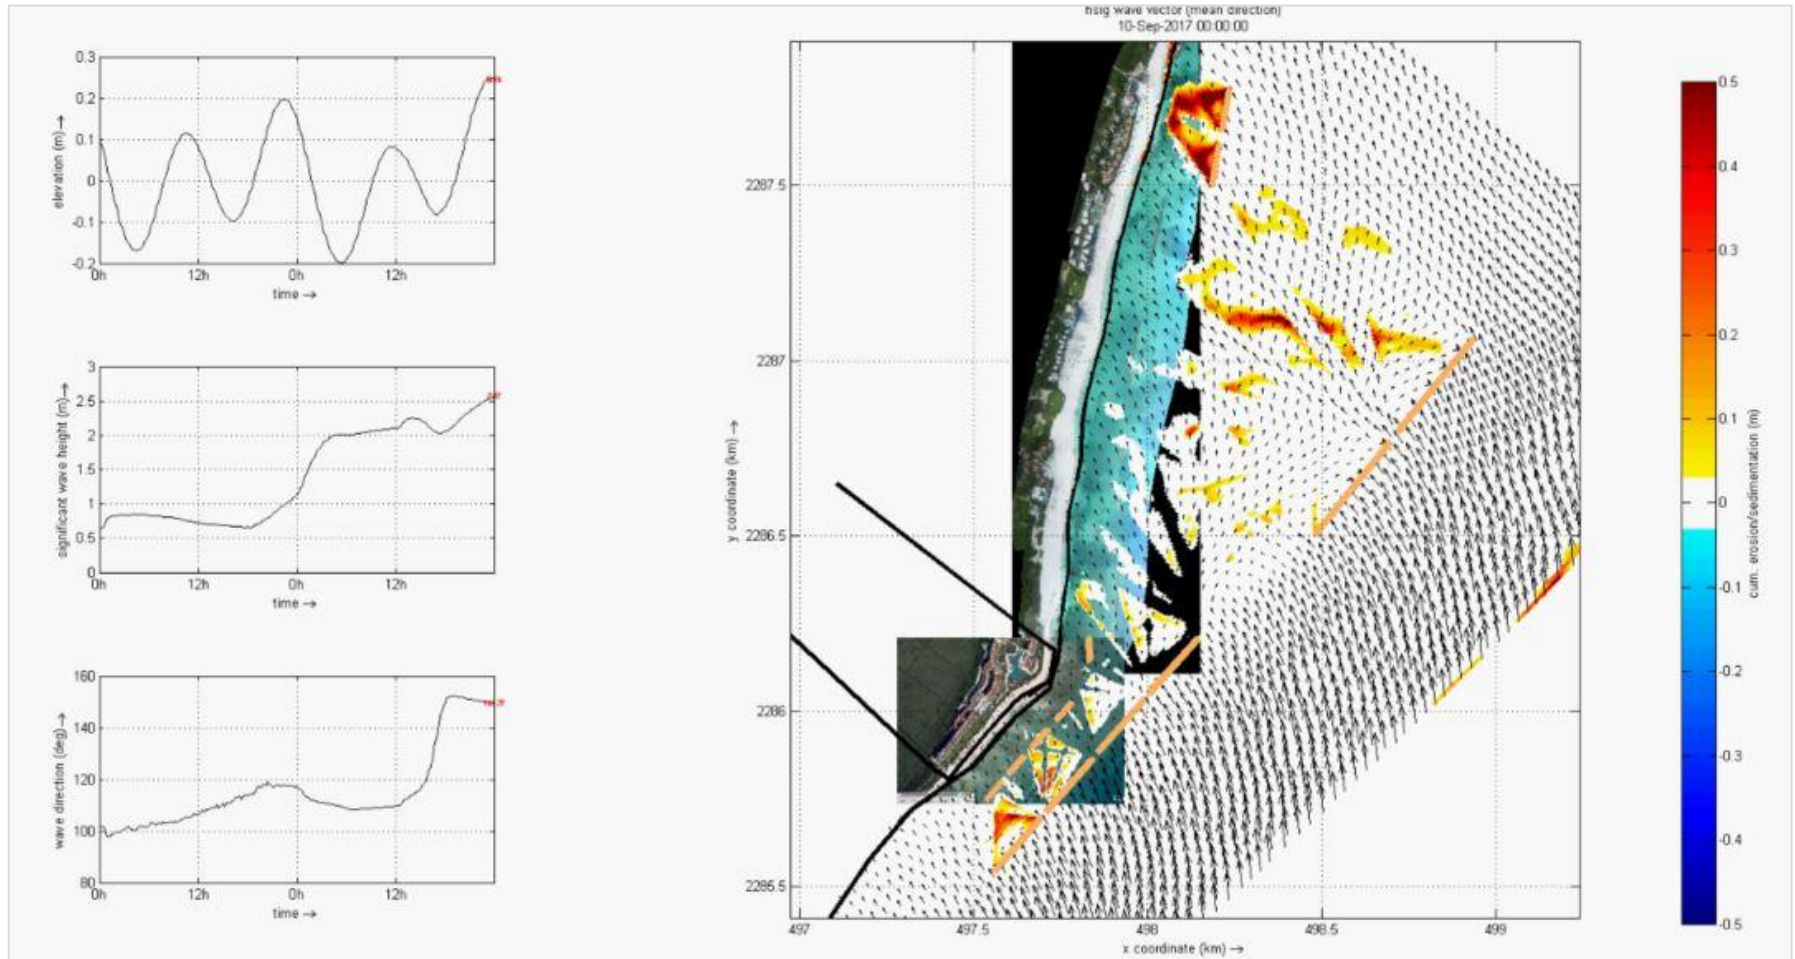 0.3
0.2
0.1
0
-0.1
-0.2
elevation (m)→
0h
12h
0h
12h
time →
3
2.5
2
1.5
1
0.5
0
significant wave height (m)→
0h
12h
0h
12h
time →
160
140
120
100
80
wave direction (deg)→
0h
12h
0h
12h
time →
hsig wave vector (mean direction)
10-Sep-2017 00:00:00
2287.5
2287
2286.5
2286
2285.5
y coordinate (km) →
497
497.5
498
498.5
499
x coordinate (km) →
0.5
0.4
0.3
0.2
0.1
0
-0.1
-0.2
-0.3
-0.4
-0.5
cum. erosion/sedimentation (m)